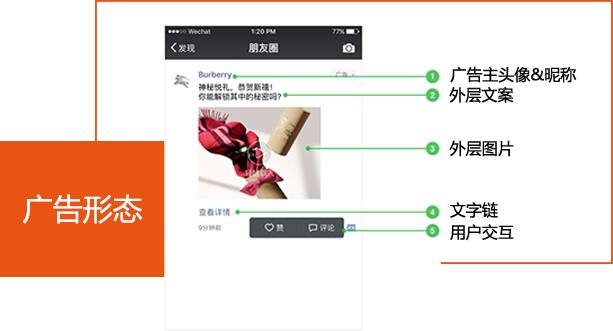 广告形态
Wechat
1:20 PM
77%
发现
朋友圈
Burberry
广告
神秘悦礼，恭贺新禧！
你能解锁其中的秘密吗？
查看详情
9分钟前
赞
评论
1 广告主头像&昵称
2 外层文案
3 外层图片
4 文字链
5 用户交互